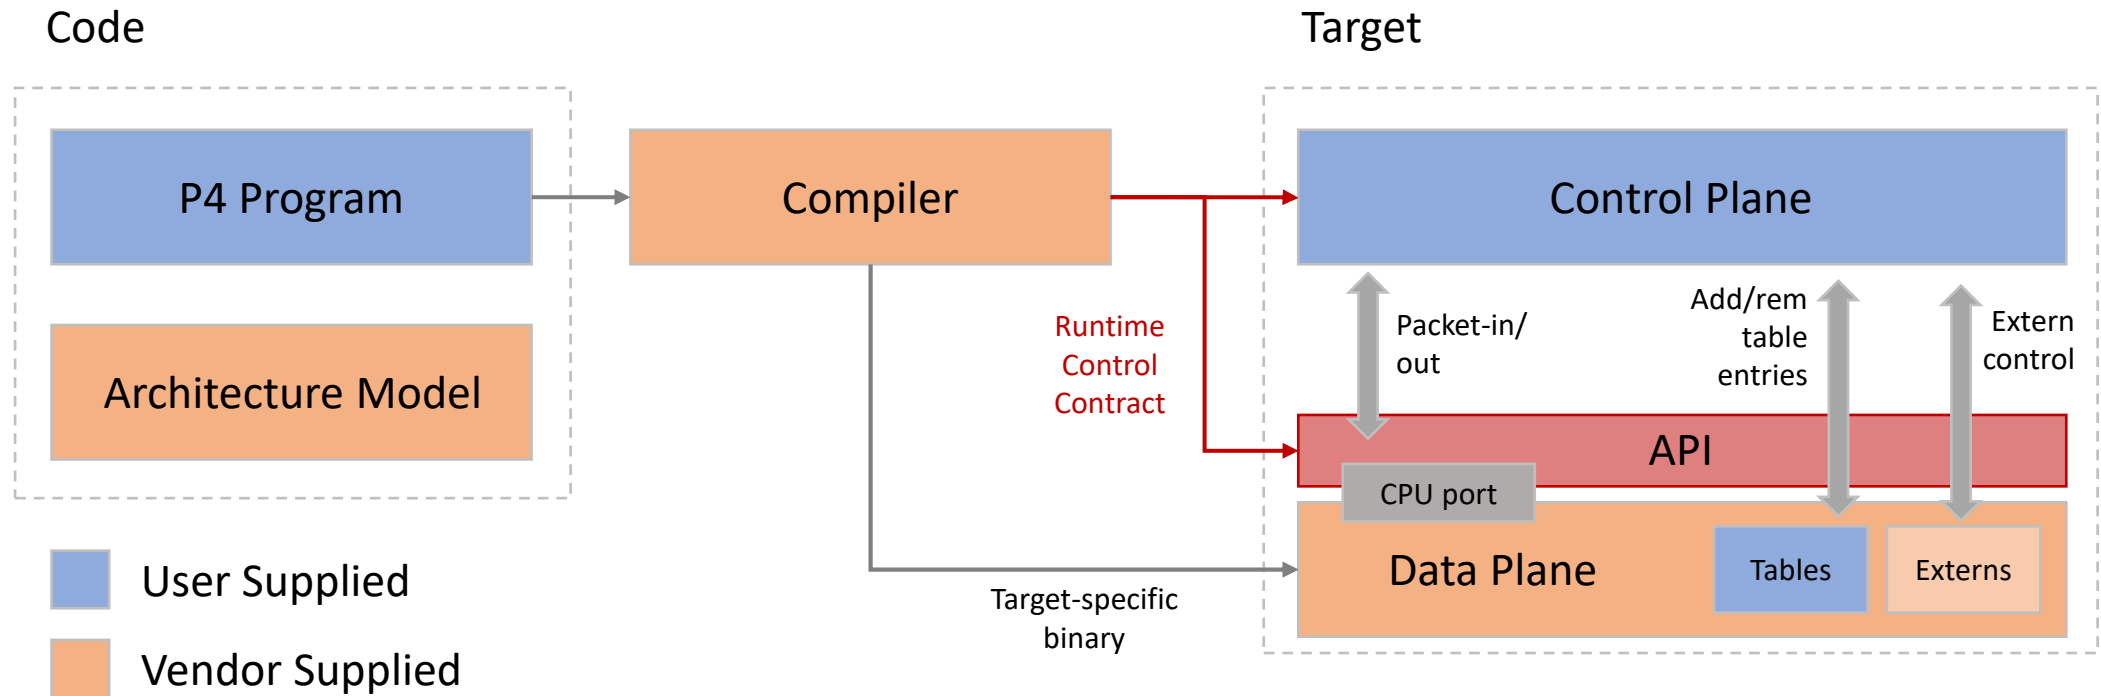 Code
Target
P4 Program
Compiler
Control Plane
Architecture Model
Runtime
Control
Contract
Packet-in/
out
Add/rem
table
entries
Extern
control
API
CPU port
Data Plane
Tables
Externs
Target-specific
binary
User Supplied
Vendor Supplied